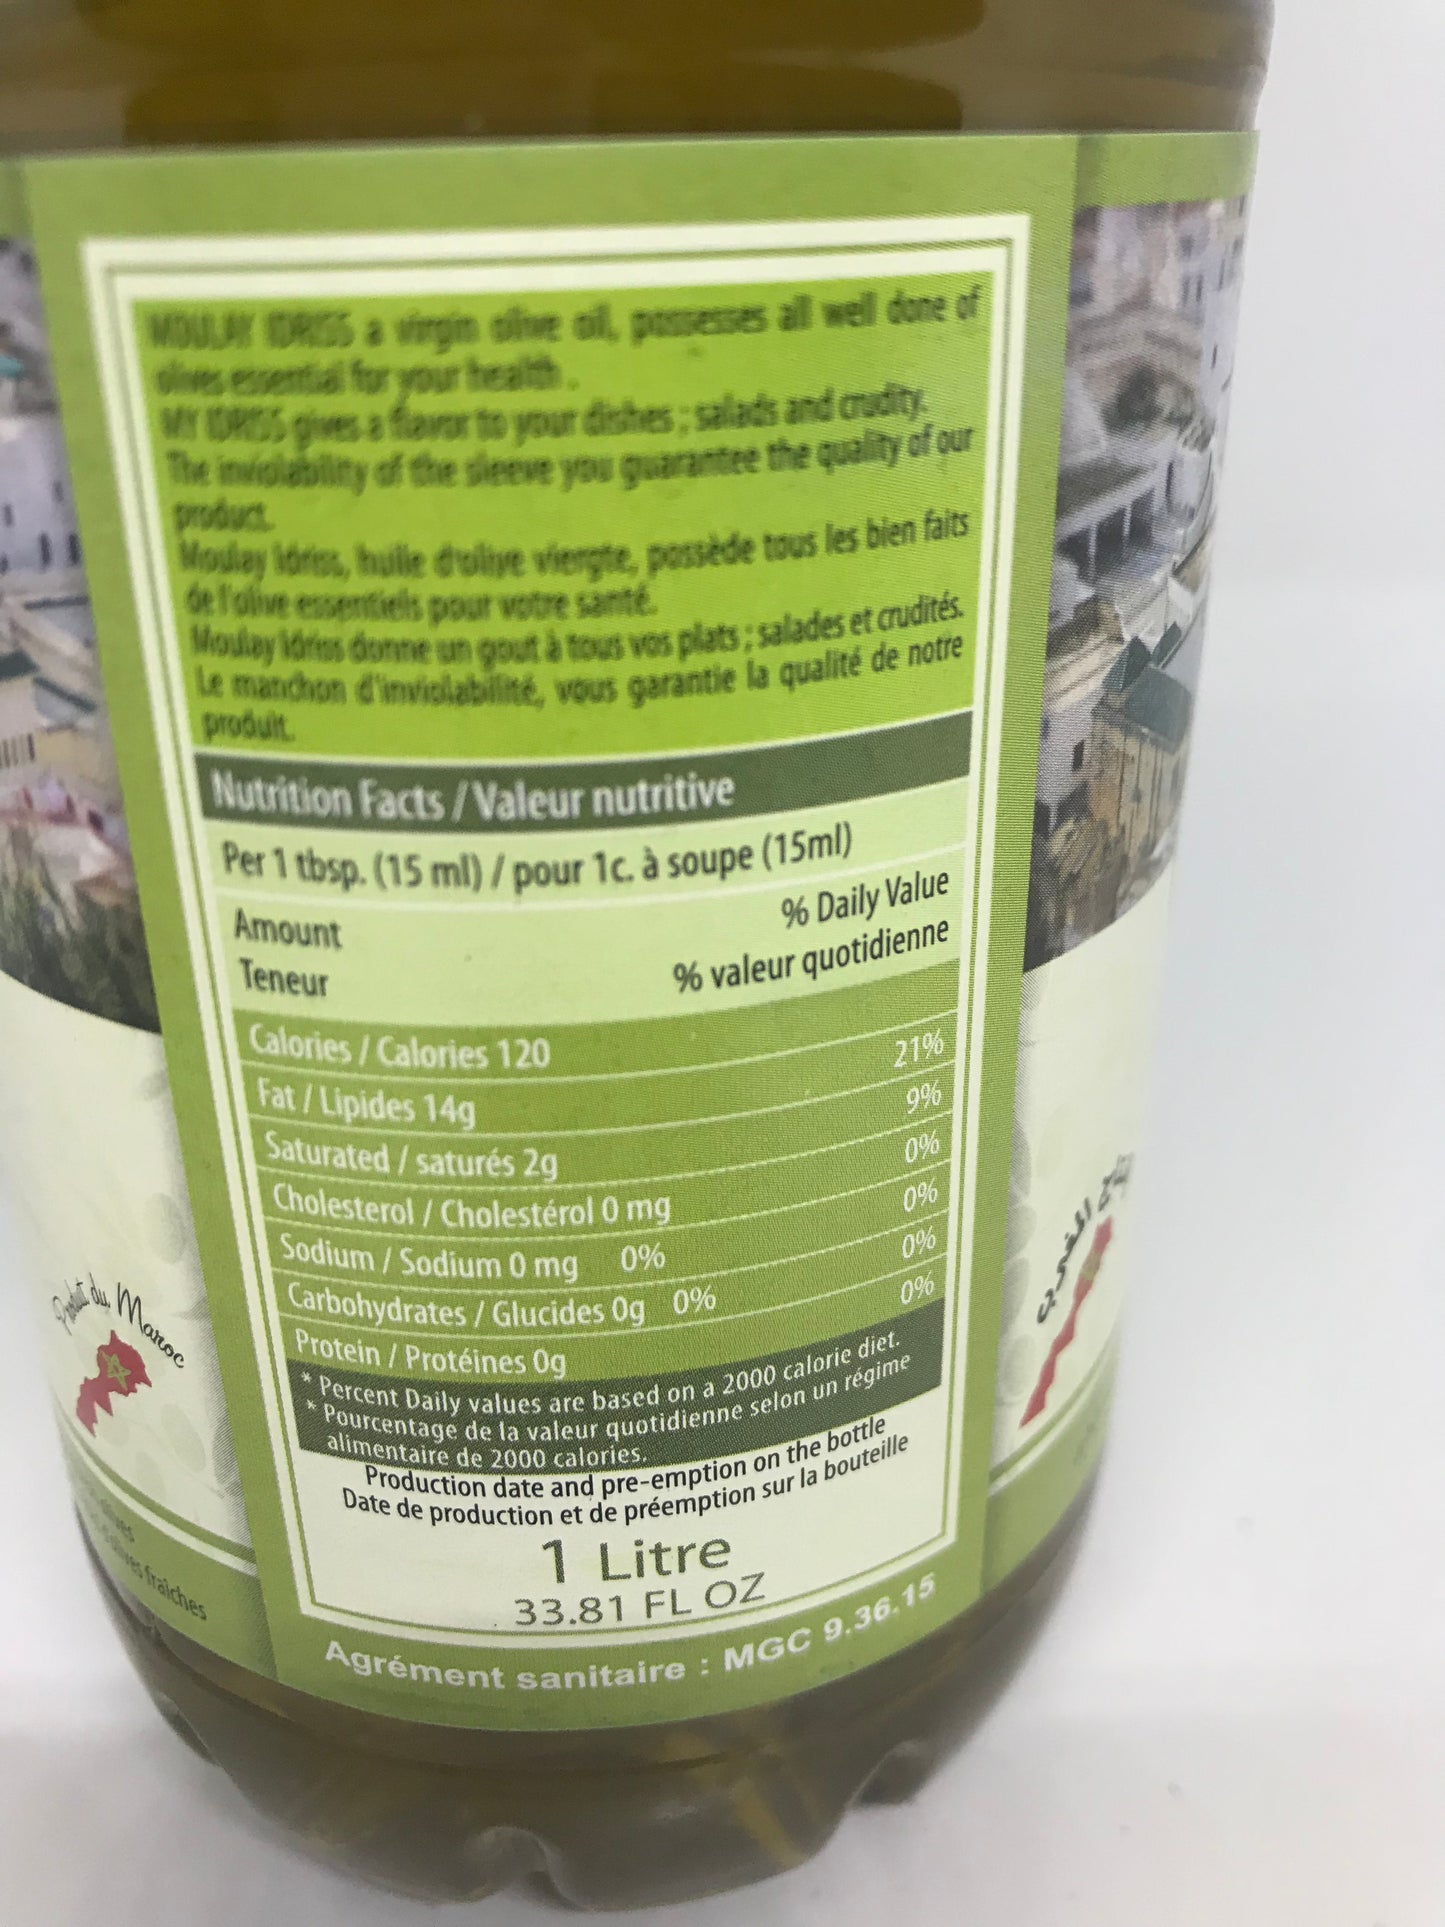 MOULAY IDRISS a virgin olive oil, possesses all well done of
olives essential for your health.
MY IDRISS gives a flavor to your dishes ; salads and crudity.
The inviolability of the sleeve you guarantee the quality of our
product.
Moulay Idriss, huile d'olive viergte, possède tous les bien faits
de l'olive essentiels pour votre santé.
Moulay Idriss donne un gout à tous vos plats ; salades et crudités.
Le manchon d'inviolabilité, vous garantie la qualité de notre
produit.
Nutrition Facts / Valeur nutritive
Per 1 tbsp. (15 ml) / pour 1c. à soupe (15ml)
Amount % Daily Value
Teneur % valeur quotidienne
Calories / Calories 120 21%
Fat / Lipides 14g 9%
Saturated / saturés 2g 0%
Cholesterol / Cholestérol 0 mg 0%
Sodium / Sodium 0 mg 0% 0%
Carbohydrates / Glucides 0g 0% 0%
Protein / Protéines 0g
* Percent Daily values are based on a 2000 calorie diet.
* Pourcentage de la valeur quotidienne selon un régime
alimentaire de 2000 calories.
Production date and pre-emption on the bottle
Date de production et de préemption sur la bouteille
1 Litre
33.81 FL OZ
Agrément sanitaire : MGC 9.36.15
Produit du Maroc
olives fraîches
المغرب